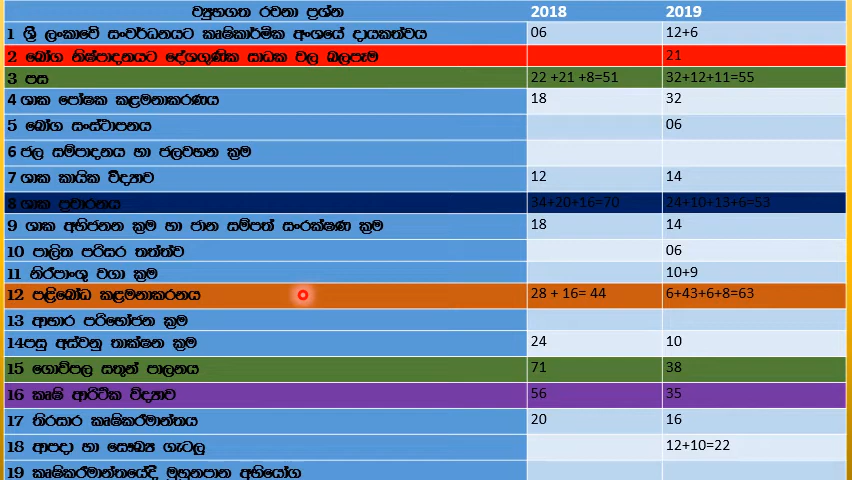 ව්‍යුහගත රචනා ප්‍රශ්න 2018 2019
1 ශ්‍රී ලංකාවේ සංවර්ධනයට කෘෂිකාර්මික අංශයේ දායකත්වය 06 12+6
2 බෝග නිෂ්පාදනයට දේශගුණික සාධක වල බලපෑම 21
3 පස 22 +21 +8=51 32+12+11=55
4 ශාක පෝෂක කළමනාකරණය 18 32
5 බෝග සංස්ථාපනය 06
6 ජල සම්පාදනය හා ජලවහන ක්‍රම
7 ශාක කායික විද්‍යාව 12 14
8 ශාක ප්‍රචාරනය 34+20+16=70 24+10+13+6=53
9 ශාක අභිජනන ක්‍රම හා ජාන සම්පත් සංරක්ෂණ ක්‍රම 18 14
10 පාලිත පරිසර තත්ත්ව 06
11 නිර්පාංශු වගා ක්‍රම 10+9
12 පළිබෝධ කළමනාකරනය 28 + 16= 44 6+43+6+8=63
13 ආහාර පරිභෝජන ක්‍රම
14පසු අස්වනු තාක්ෂන ක්‍රම 24 10
15 ගොවිපල සතුන් පාලනය 71 38
16 කෘෂි ආර්ථික විද්‍යාව 56 35
17 තිරසාර කෘෂිකර්මාන්තය 20 16
18 ආපදා හා සෞඛ්‍ය ගැටලු 12+10=22
19 කෘෂිකර්මාන්තයේදී මුහුනපාන අභියෝග